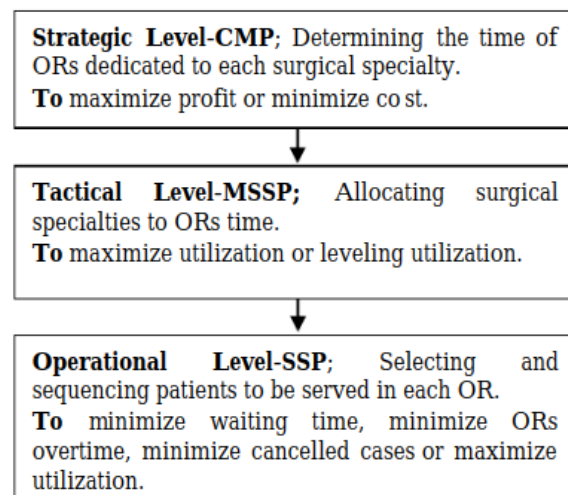 Strategic Level-CMP; Determining the time of
ORs dedicated to each surgical specialty.
To maximize profit or minimize cost.
Tactical Level-MSSP; Allocating surgical
specialties to ORs time.
To maximize utilization or leveling utilization.
Operational Level-SSP; Selecting and
sequencing patients to be served in each OR.
To minimize waiting time, minimize ORs
overtime, minimize cancelled cases or maximize
utilization.